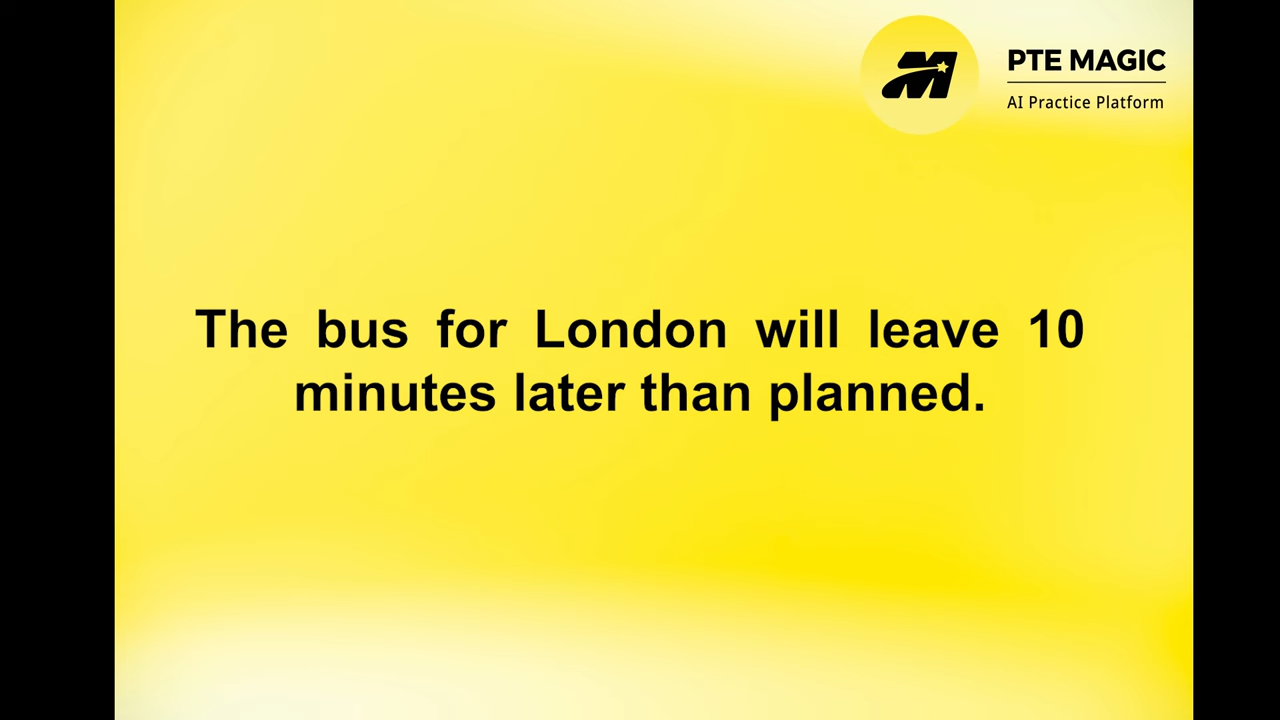 PTE MAGIC
AI Practice Platform
The bus for London will leave 10
minutes later than planned.